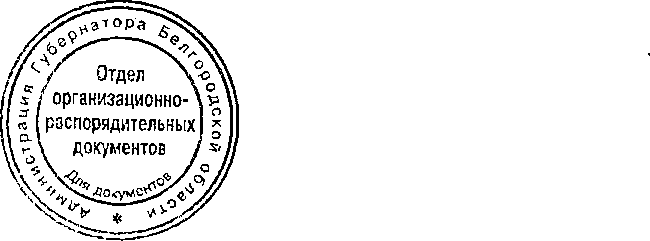 Администрация Губернатора Белгородской области *
Отдел
организационно-
распорядительных
документов
Для документов